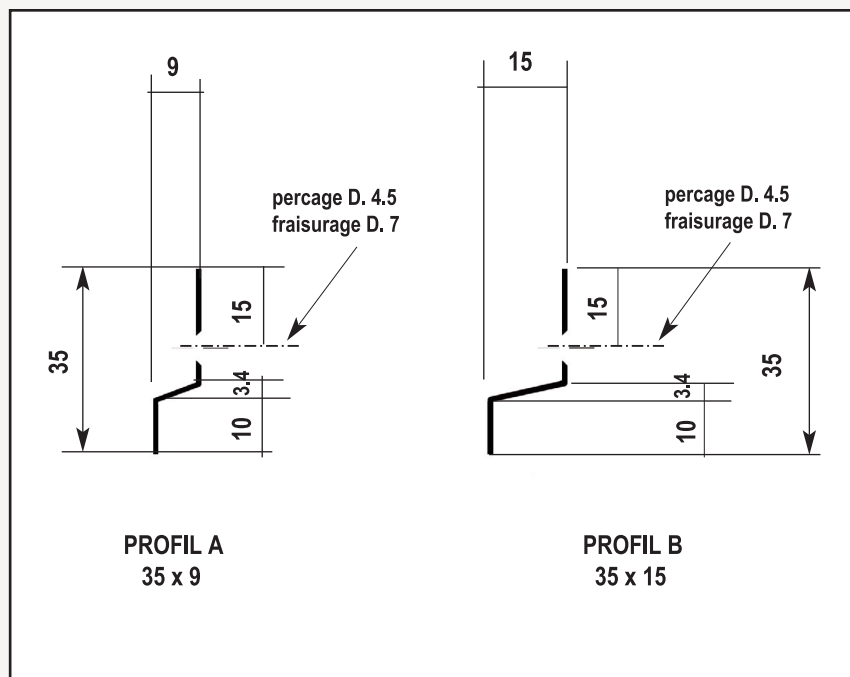 9
percage D. 4.5
fraisurage D. 7
15
35
3.4
10
PROFIL A
35 x 9
15
percage D. 4.5
fraisurage D. 7
15
35
3.4
10
PROFIL B
35 x 15